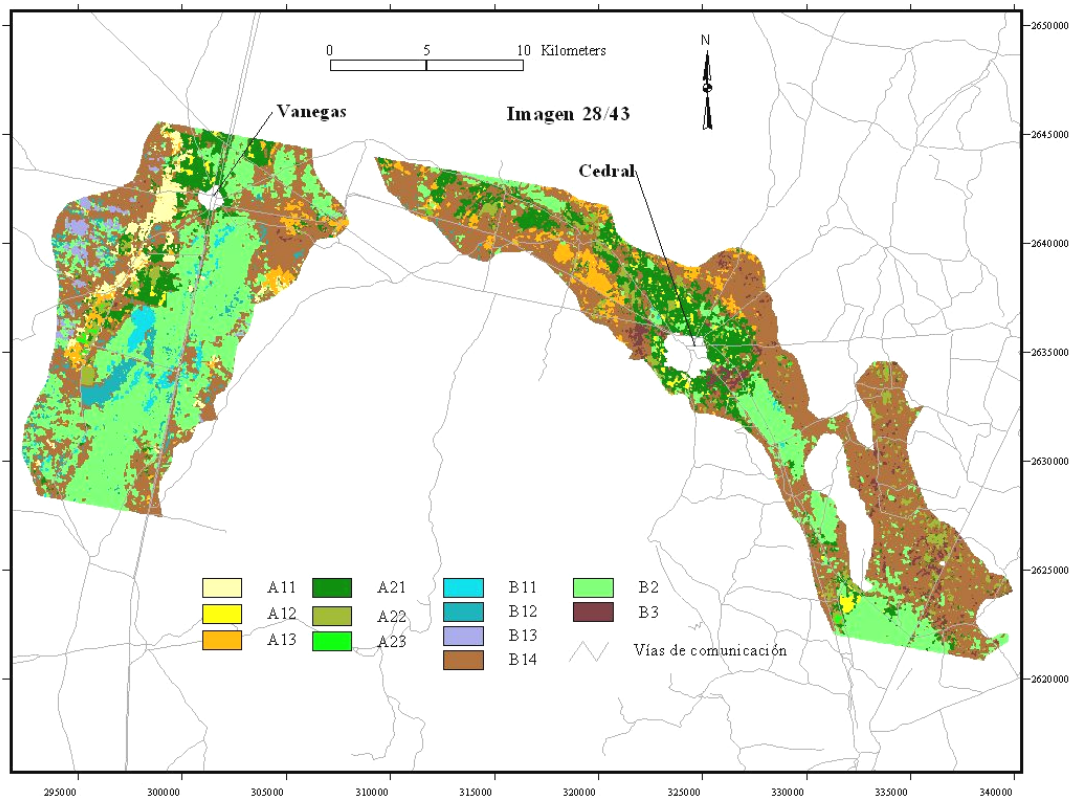 0 5 10 Kilometers
N
Vanegas
Imagen 28/43
Cedral
A11 A21 B11 B2
A12 A22 B12 B3
A13 A23 B13
B14 Vías de comunicación
2650000
2645000
2640000
2635000
2630000
2625000
2620000
295000 300000 305000 310000 315000 320000 325000 330000 335000 340000